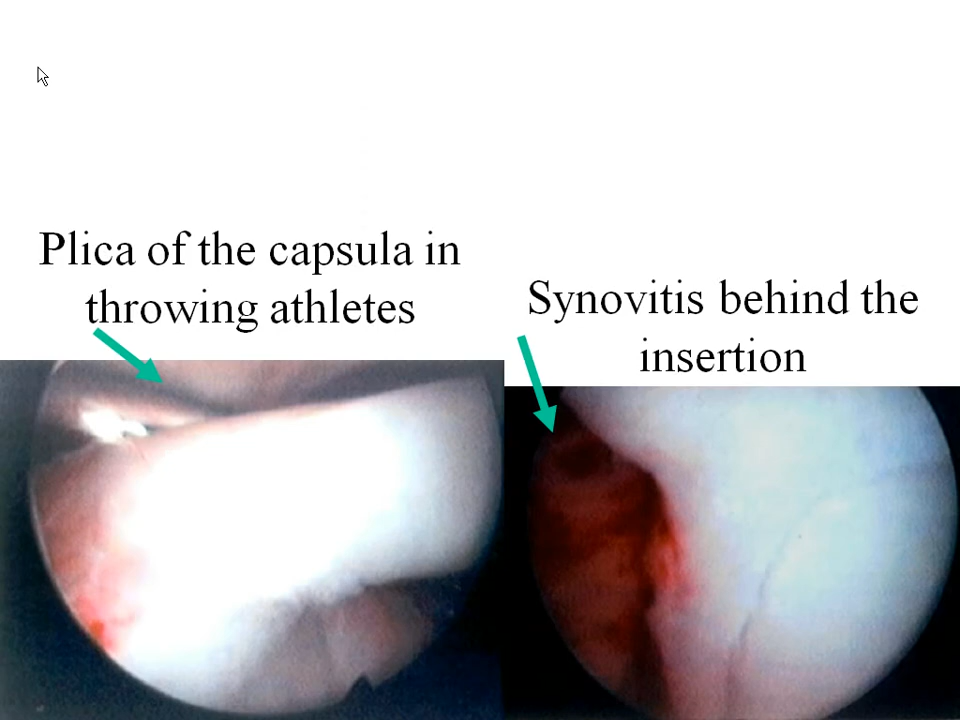 Plica of the capsula in
throwing athletes
Synovitis behind the
insertion